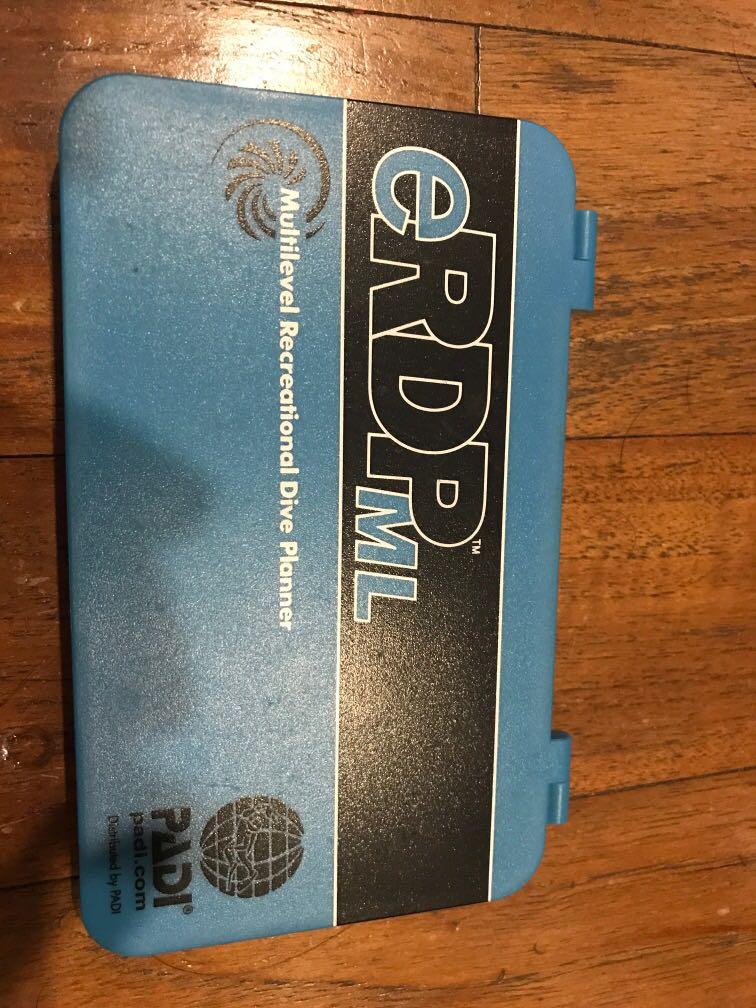 eRDPML™
Multilevel Recreational Dive Planner
PADI®
padi.com
Distributed by PADI